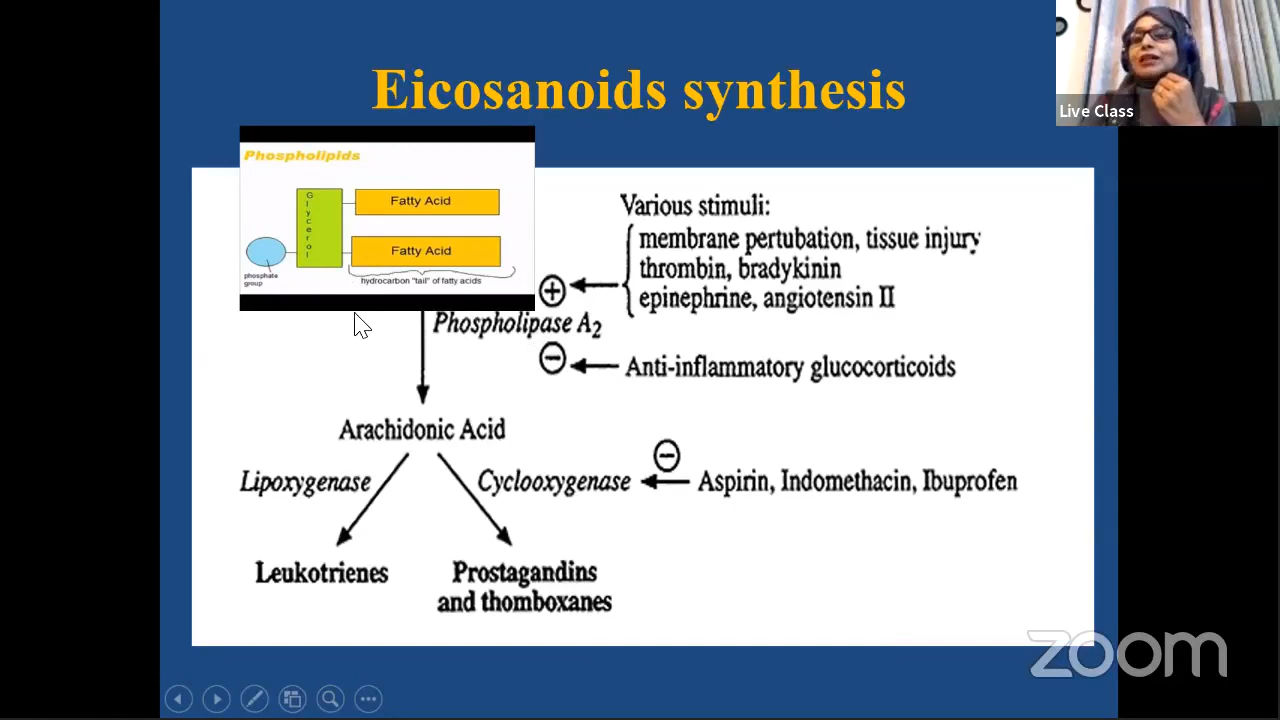 Eicosanoids synthesis
Live Class
Phospholipids
Glycerol
Fatty Acid
Fatty Acid
phosphate
group
hydrocarbon "tail" of fatty acids
Various stimuli:
membrane pertubation, tissue injury
thrombin, bradykinin
epinephrine, angiotensin II
+
Phospholipase A2
−
Anti-inflammatory glucocorticoids
Arachidonic Acid
Lipoxygenase
Cyclooxygenase
−
Aspirin, Indomethacin, Ibuprofen
Leukotrienes
Prostagandins
and thomboxanes
zoom